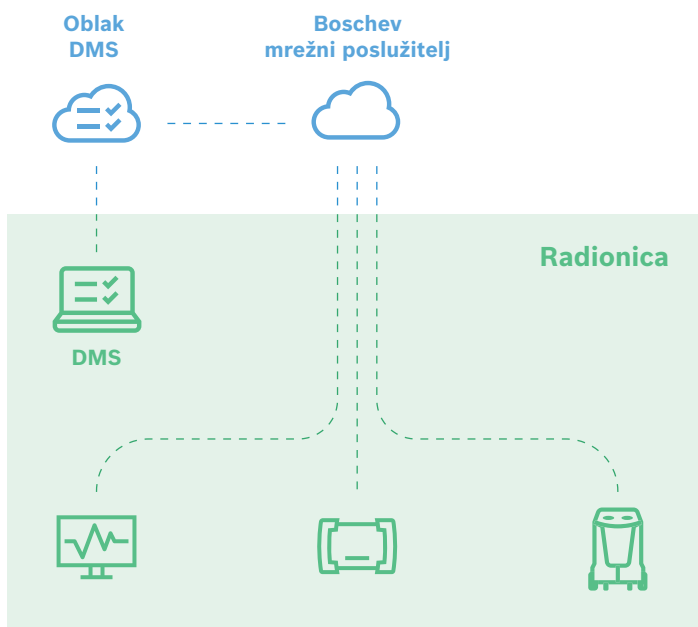 Oblak
DMS
Boschev
mrežni poslužitelj
Radionica
DMS